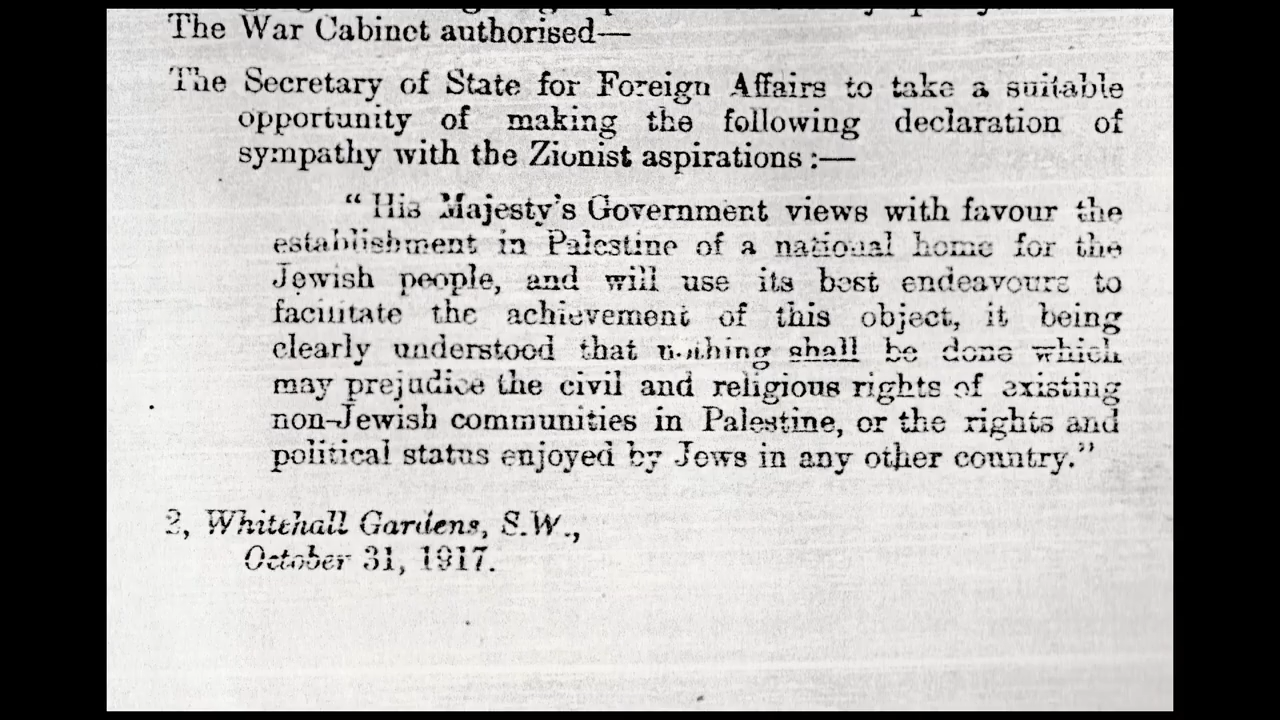 The War Cabinet authorised—
The Secretary of State for Foreign Affairs to take a suitable
opportunity of making the following declaration of
sympathy with the Zionist aspirations :—
“ His Majesty's Government views with favour the
establishment in Palestine of a national home for the
Jewish people, and will use its best endeavours to
facilitate the achievement of this object, it being
clearly understood that nothing shall be done which
may prejudice the civil and religious rights of existing
non-Jewish communities in Palestine, or the rights and
political status enjoyed by Jews in any other country.”
2, Whitehall Gardens, S.W.,
October 31, 1917.